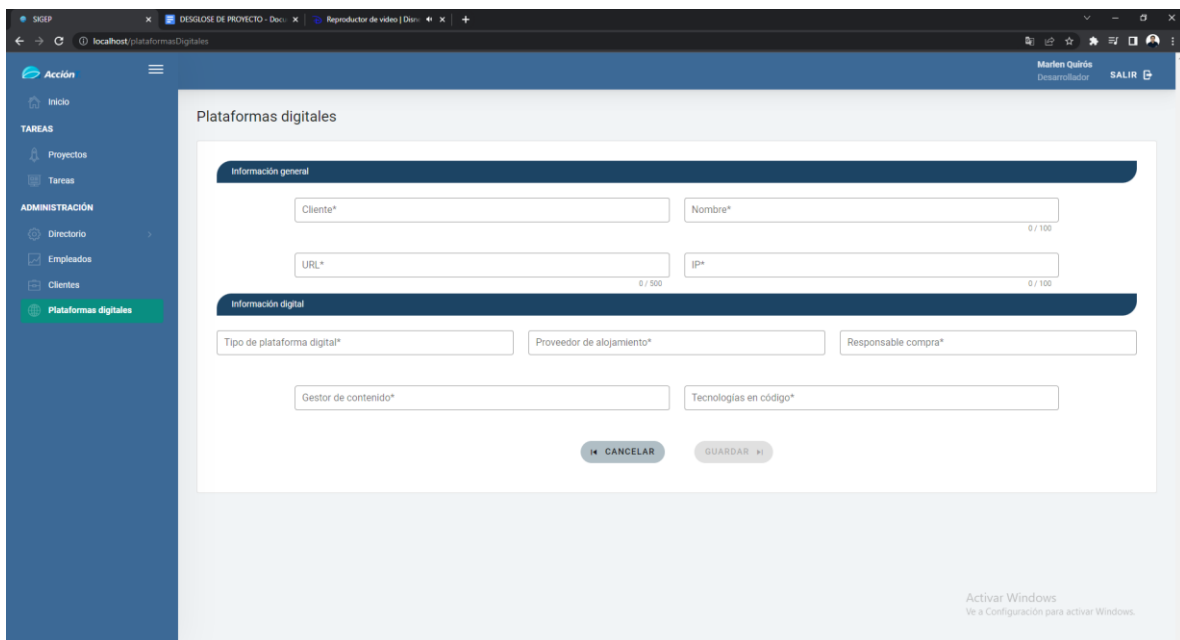 SIGEP
DESGLOSE DE PROYECTO - Docu
Reproductor de video | Disn
localhost/plataformasDigitales
Acción
Marlen Quirós
Desarrollador
SALIR
Inicio
TAREAS
Proyectos
Tareas
ADMINISTRACIÓN
Directorio
Empleados
Clientes
Plataformas digitales
Plataformas digitales
Información general
Cliente*
Nombre*
0 / 100
URL*
IP*
0 / 500
0 / 100
Información digital
Tipo de plataforma digital*
Proveedor de alojamiento*
Responsable compra*
Gestor de contenido*
Tecnologías en código*
CANCELAR
GUARDAR
Activar Windows
Ve a Configuración para activar Windows.